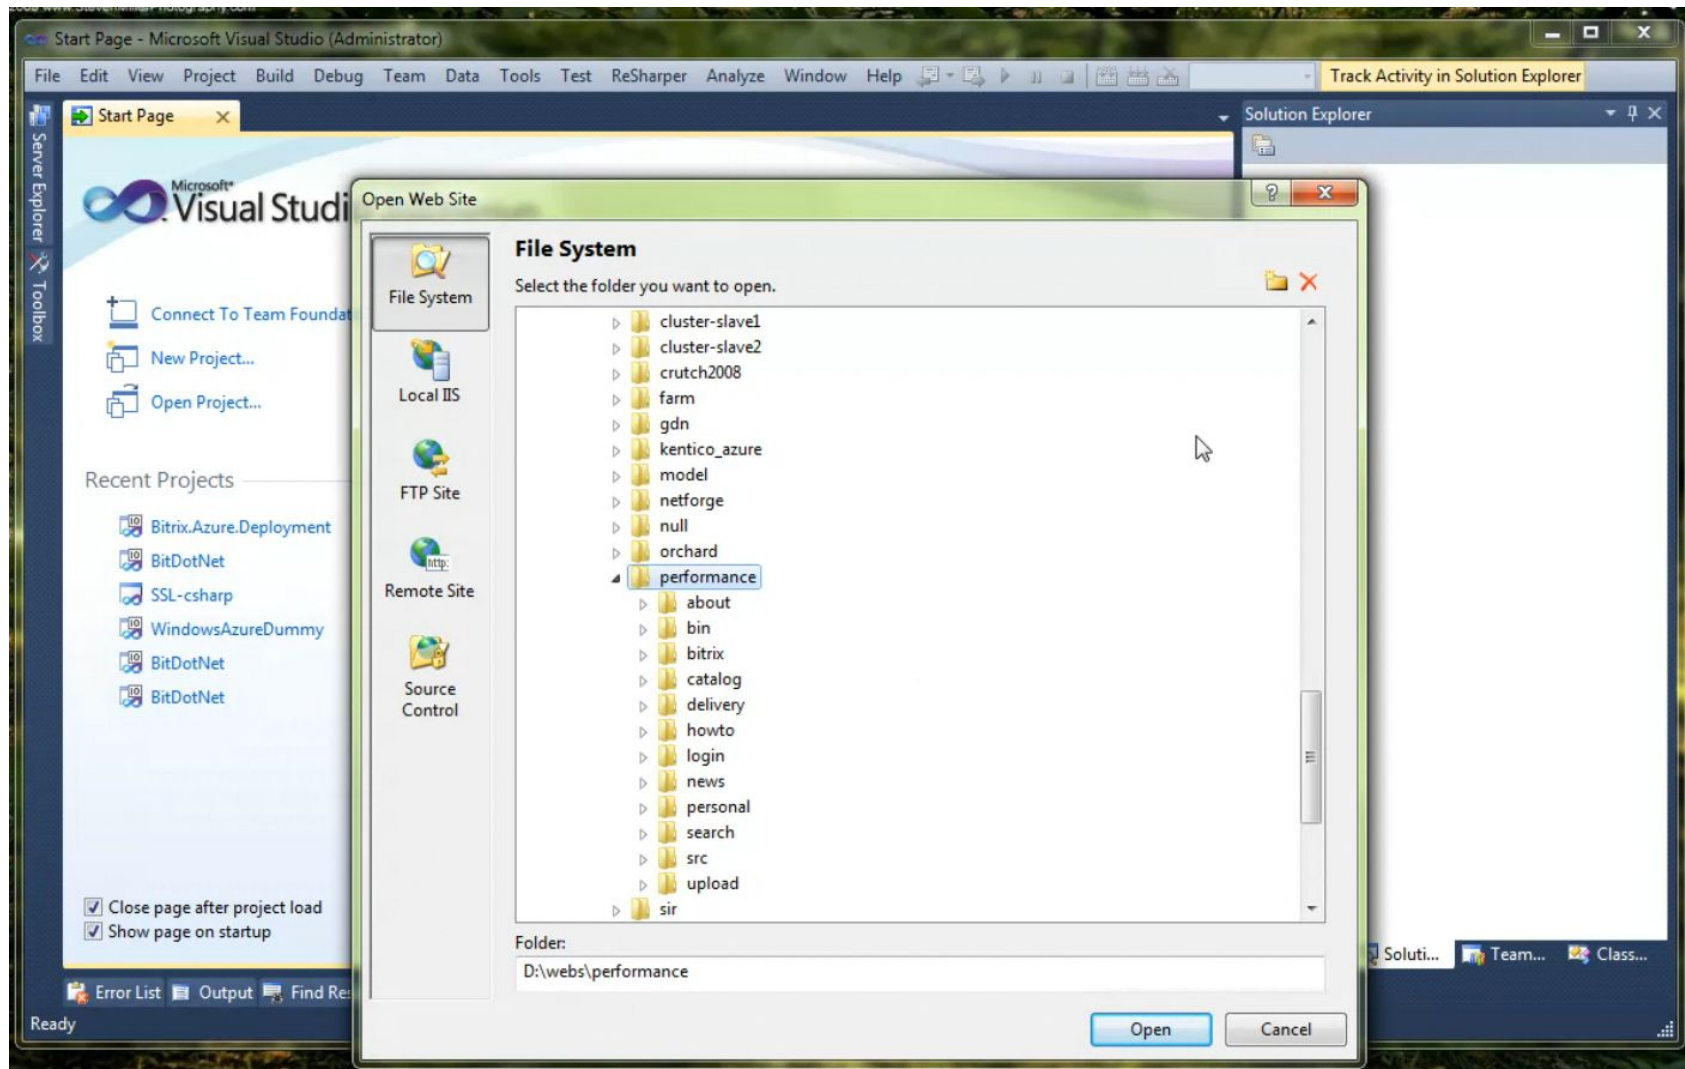 2008 www.StevenMillerPhotography.com
Start Page - Microsoft Visual Studio (Administrator)
File Edit View Project Build Debug Team Data Tools Test ReSharper Analyze Window Help
Track Activity in Solution Explorer
Server Explorer
Toolbox
Start Page
Solution Explorer
Microsoft
Visual Studi
Connect To Team Foundat
New Project...
Open Project...
Recent Projects
Bitrix.Azure.Deployment
BitDotNet
SSL-csharp
WindowsAzureDummy
BitDotNet
BitDotNet
Close page after project load
Show page on startup
Open Web Site
File System
Local IIS
FTP Site
http:
Remote Site
Source
Control
File System
Select the folder you want to open.
cluster-slave1
cluster-slave2
crutch2008
farm
gdn
kentico_azure
model
netforge
null
orchard
performance
about
bin
bitrix
catalog
delivery
howto
login
news
personal
search
src
upload
sir
Folder:
D:\webs\performance
Open Cancel
Soluti... Team... Class...
Error List Output Find Res
Ready